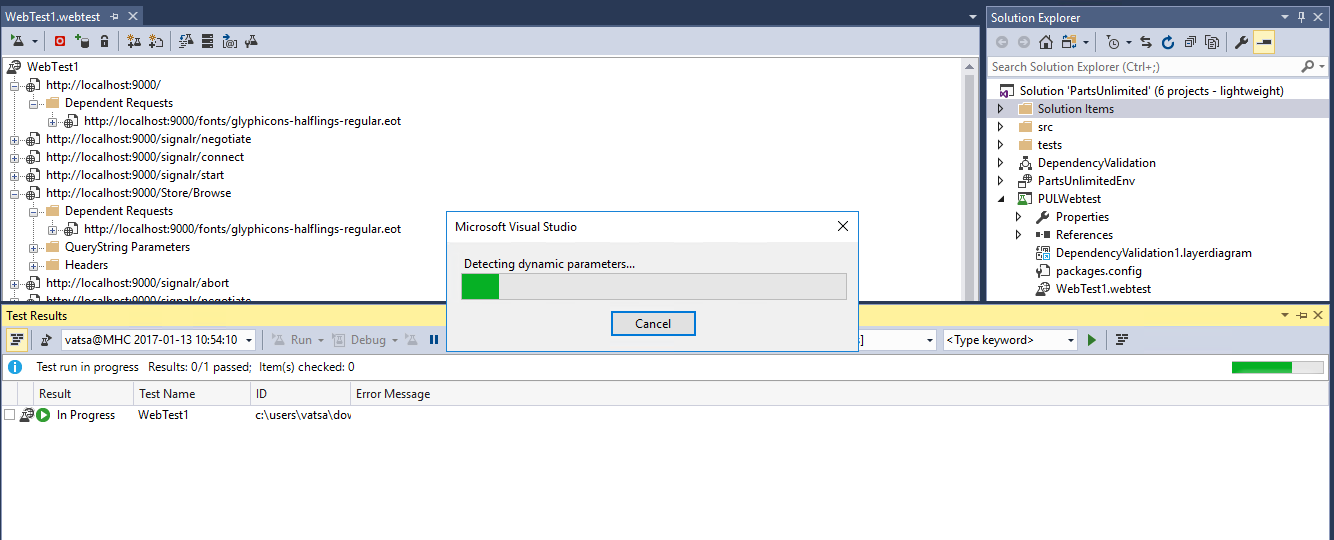 WebTest1.webtest
WebTest1
http://localhost:9000/
Dependent Requests
http://localhost:9000/fonts/glyphicons-halflings-regular.eot
http://localhost:9000/signalr/negotiate
http://localhost:9000/signalr/connect
http://localhost:9000/signalr/start
http://localhost:9000/Store/Browse
Dependent Requests
http://localhost:9000/fonts/glyphicons-halflings-regular.eot
QueryString Parameters
Headers
http://localhost:9000/signalr/abort
http://localhost:9000/signalr/negotiate
Solution Explorer
Search Solution Explorer (Ctrl+;)
Solution 'PartsUnlimited' (6 projects - lightweight)
Solution Items
src
tests
DependencyValidation
PartsUnlimitedEnv
PULWebtest
Properties
References
DependencyValidation1.layerdiagram
packages.config
WebTest1.webtest
Microsoft Visual Studio
Detecting dynamic parameters...
Cancel
Test Results
vatsa@MHC 2017-01-13 10:54:10 Run Debug <Type keyword>
Test run in progress Results: 0/1 passed; Item(s) checked: 0
Result Test Name ID Error Message
In Progress WebTest1 c:\users\vatsa\dov